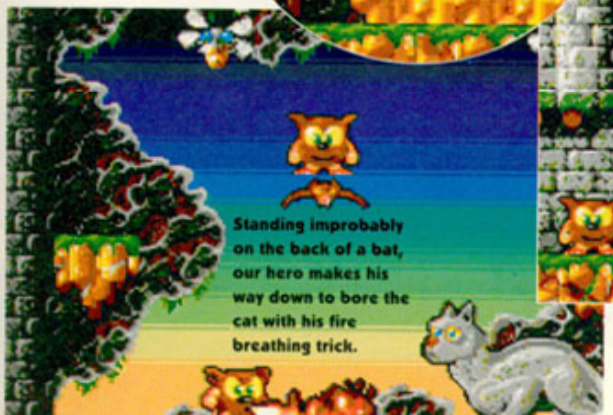 Standing improbably
on the back of a bat,
our hero makes his
way down to bore the
cat with his fire
breathing trick.